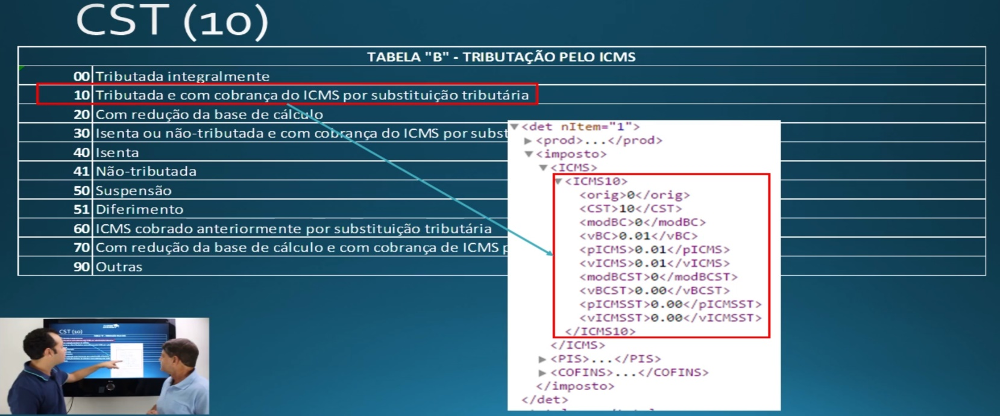 CST (10)
TABELA "B" - TRIBUTAÇÃO PELO ICMS
00 Tributada integralmente
10 Tributada e com cobrança do ICMS por substituição tributária
20 Com redução da base de cálculo
30 Isenta ou não-tributada e com cobrança do ICMS por subst
40 Isenta
41 Não-tributada
50 Suspensão
51 Diferimento
60 ICMS cobrado anteriormente por substituição tributária
70 Com redução da base de cálculo e com cobrança de ICMS p
90 Outras
<det nItem="1">
<prod>...</prod>
<imposto>
<ICMS>
<ICMS10>
<orig>0</orig>
<CST>10</CST>
<modBC>0</modBC>
<vBC>0.01</vBC>
<pICMS>0.01</pICMS>
<vICMS>0.01</vICMS>
<modBCST>0</modBCST>
<vBCST>0.00</vBCST>
<pICMSST>0.00</pICMSST>
<vICMSST>0.00</vICMSST>
</ICMS10>
</ICMS>
<PIS>...</PIS>
<COFINS>...</COFINS>
</imposto>
</det>
CST (10)